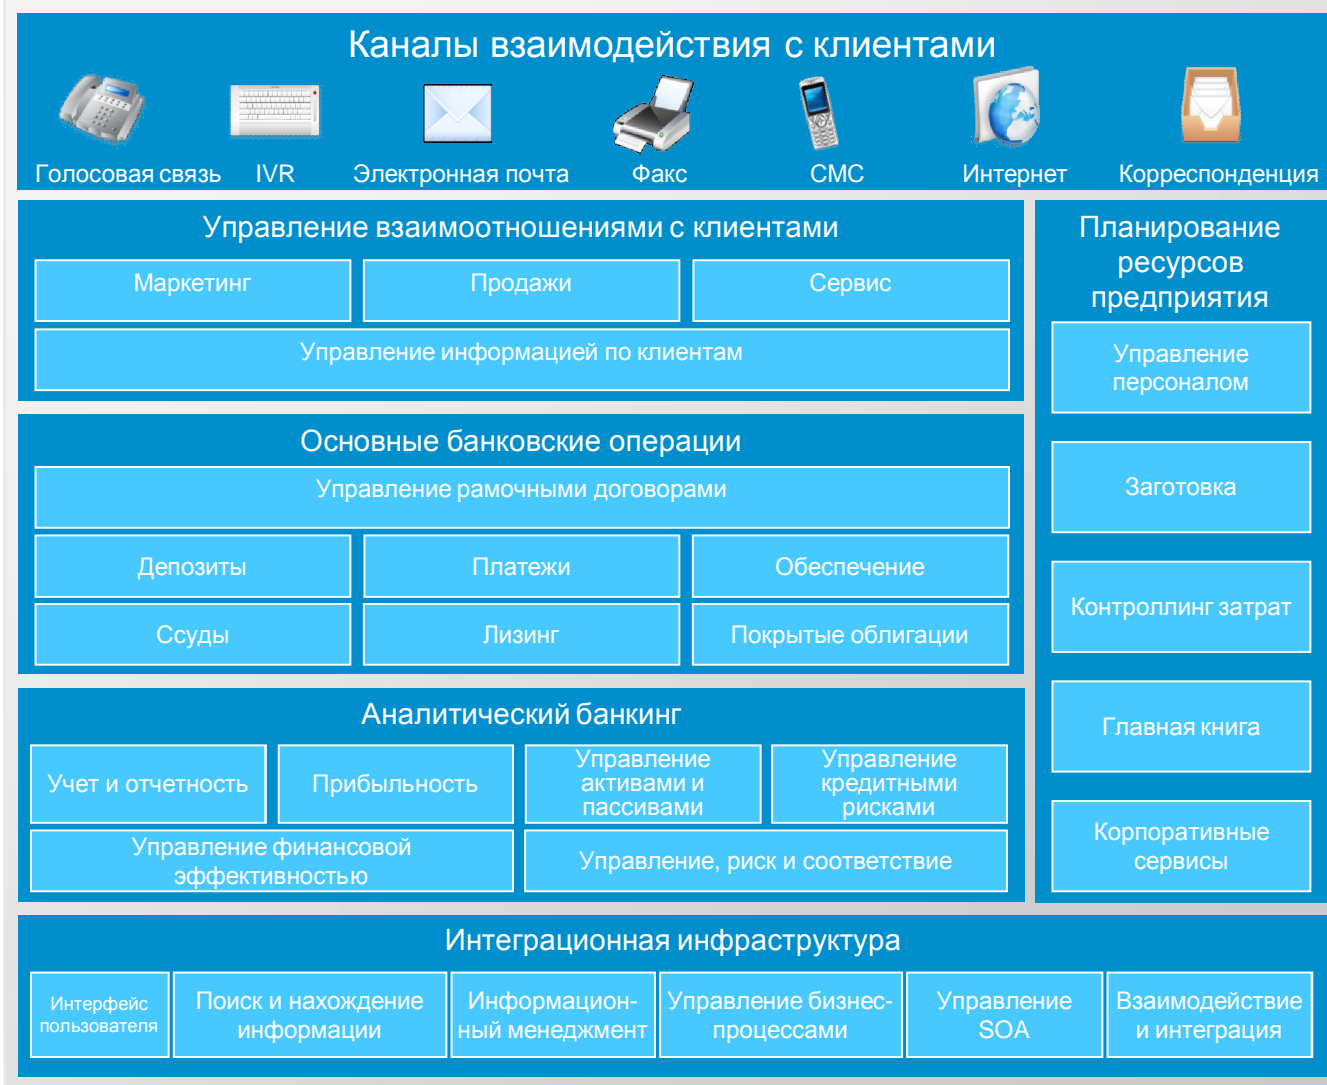 Каналы взаимодействия с клиентами
Голосовая связь
IVR
Электронная почта
Факс
СМС
Интернет
Корреспонденция
Управление взаимоотношениями с клиентами
Маркетинг
Продажи
Сервис
Управление информацией по клиентам
Основные банковские операции
Управление рамочными договорами
Депозиты
Платежи
Обеспечение
Ссуды
Лизинг
Покрытые облигации
Аналитический банкинг
Учет и отчетность
Прибыльность
Управление
активами и
пассивами
Управление
кредитными
рисками
Управление финансовой
эффективностью
Управление, риск и соответствие
Планирование
ресурсов
предприятия
Управление
персоналом
Заготовка
Контроллинг затрат
Главная книга
Корпоративные
сервисы
Интеграционная инфраструктура
Интерфейс
пользователя
Поиск и нахождение
информации
Информацион-
ный менеджмент
Управление бизнес-
процессами
Управление
SOA
Взаимодействие
и интеграция